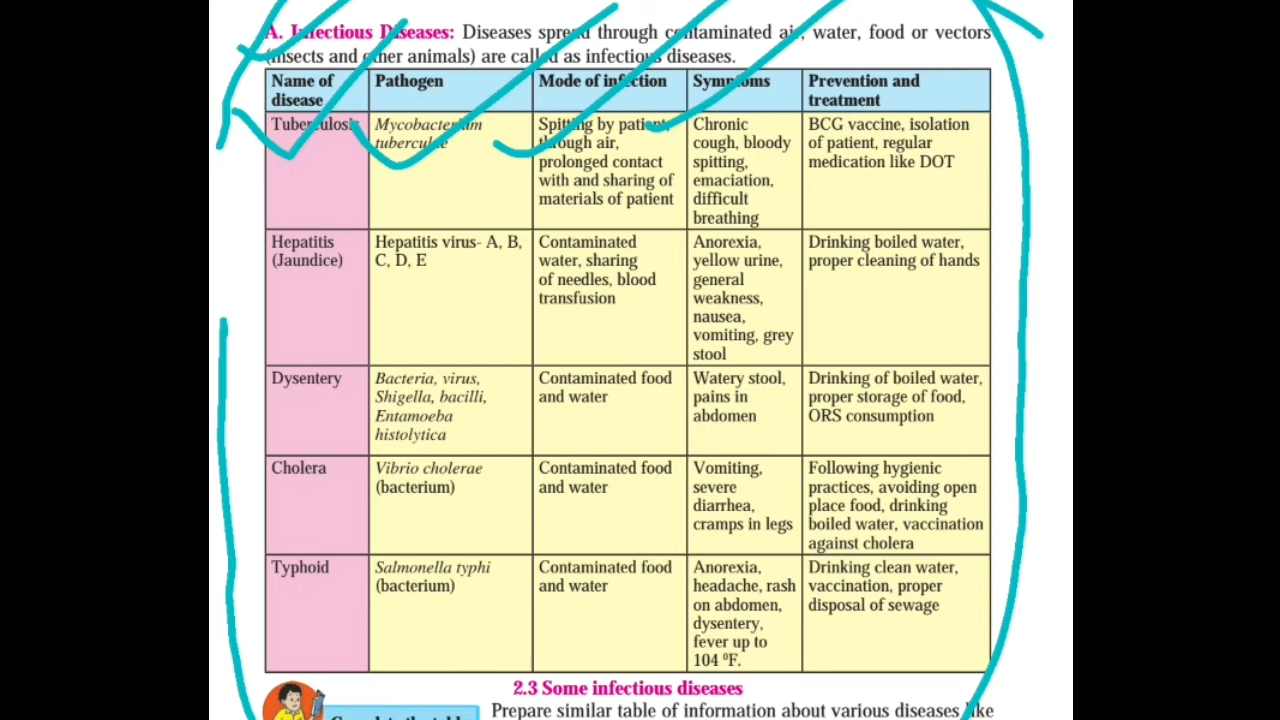 A. Infectious Diseases: Diseases spread through contaminated air, water, food or vectors
(insects and other animals) are called as infectious diseases.
Name of disease | Pathogen | Mode of infection | Symptoms | Prevention and treatment
Tuberculosis | Mycobacterium tuberculae | Spitting by patient, through air, prolonged contact with and sharing of materials of patient | Chronic cough, bloody spitting, emaciation, difficult breathing | BCG vaccine, isolation of patient, regular medication like DOT
Hepatitis (Jaundice) | Hepatitis virus- A, B, C, D, E | Contaminated water, sharing of needles, blood transfusion | Anorexia, yellow urine, general weakness, nausea, vomiting, grey stool | Drinking boiled water, proper cleaning of hands
Dysentery | Bacteria, virus, Shigella, bacilli, Entamoeba histolytica | Contaminated food and water | Watery stool, pains in abdomen | Drinking of boiled water, proper storage of food, ORS consumption
Cholera | Vibrio cholerae (bacterium) | Contaminated food and water | Vomiting, severe diarrhea, cramps in legs | Following hygienic practices, avoiding open place food, drinking boiled water, vaccination against cholera
Typhoid | Salmonella typhi (bacterium) | Contaminated food and water | Anorexia, headache, rash on abdomen, dysentery, fever up to 104 ⁰F. | Drinking clean water, vaccination, proper disposal of sewage
2.3 Some infectious diseases
Prepare similar table of information about various diseases like